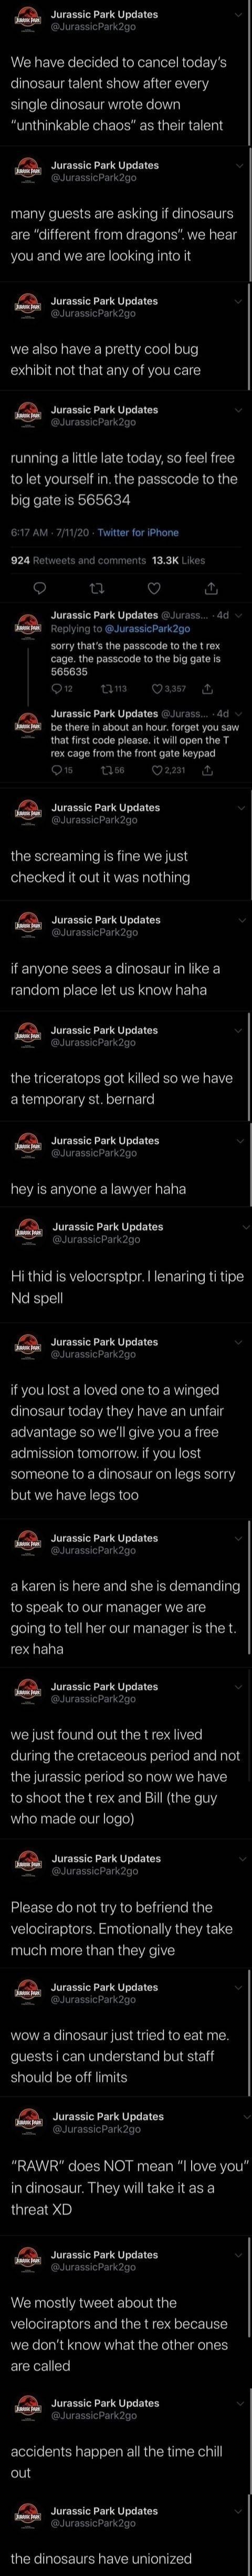 Jurassic Park Updates
@JurassicPark2go
We have decided to cancel today's
dinosaur talent show after every
single dinosaur wrote down
"unthinkable chaos" as their talent
Jurassic Park Updates
@JurassicPark2go
many guests are asking if dinosaurs
are "different from dragons". we hear
you and we are looking into it
Jurassic Park Updates
@JurassicPark2go
we also have a pretty cool bug
exhibit not that any of you care
Jurassic Park Updates
@JurassicPark2go
running a little late today, so feel free
to let yourself in. the passcode to the
big gate is 565634
6:17 AM · 7/11/20 · Twitter for iPhone
924 Retweets and comments 13.3K Likes
Jurassic Park Updates @Jurass... · 4d
Replying to @JurassicPark2go
sorry that's the passcode to the t rex
cage. the passcode to the big gate is
565635
12 113 3,357
Jurassic Park Updates @Jurass... · 4d
be there in about an hour. forget you saw
that first code please. it will open the T
rex cage from the front gate keypad
15 56 2,231
Jurassic Park Updates
@JurassicPark2go
the screaming is fine we just
checked it out it was nothing
Jurassic Park Updates
@JurassicPark2go
if anyone sees a dinosaur in like a
random place let us know haha
Jurassic Park Updates
@JurassicPark2go
the triceratops got killed so we have
a temporary st. bernard
Jurassic Park Updates
@JurassicPark2go
hey is anyone a lawyer haha
Jurassic Park Updates
@JurassicPark2go
Hi thid is velocrsptpr. I lenaring ti tipe
Nd spell
Jurassic Park Updates
@JurassicPark2go
if you lost a loved one to a winged
dinosaur today they have an unfair
advantage so we'll give you a free
admission tomorrow. if you lost
someone to a dinosaur on legs sorry
but we have legs too
Jurassic Park Updates
@JurassicPark2go
a karen is here and she is demanding
to speak to our manager we are
going to tell her our manager is the t.
rex haha
Jurassic Park Updates
@JurassicPark2go
we just found out the t rex lived
during the cretaceous period and not
the jurassic period so now we have
to shoot the t rex and Bill (the guy
who made our logo)
Jurassic Park Updates
@JurassicPark2go
Please do not try to befriend the
velociraptors. Emotionally they take
much more than they give
Jurassic Park Updates
@JurassicPark2go
wow a dinosaur just tried to eat me.
guests i can understand but staff
should be off limits
Jurassic Park Updates
@JurassicPark2go
"RAWR" does NOT mean "I love you"
in dinosaur. They will take it as a
threat XD
Jurassic Park Updates
@JurassicPark2go
We mostly tweet about the
velociraptors and the t rex because
we don't know what the other ones
are called
Jurassic Park Updates
@JurassicPark2go
accidents happen all the time chill
out
Jurassic Park Updates
@JurassicPark2go
the dinosaurs have unionized